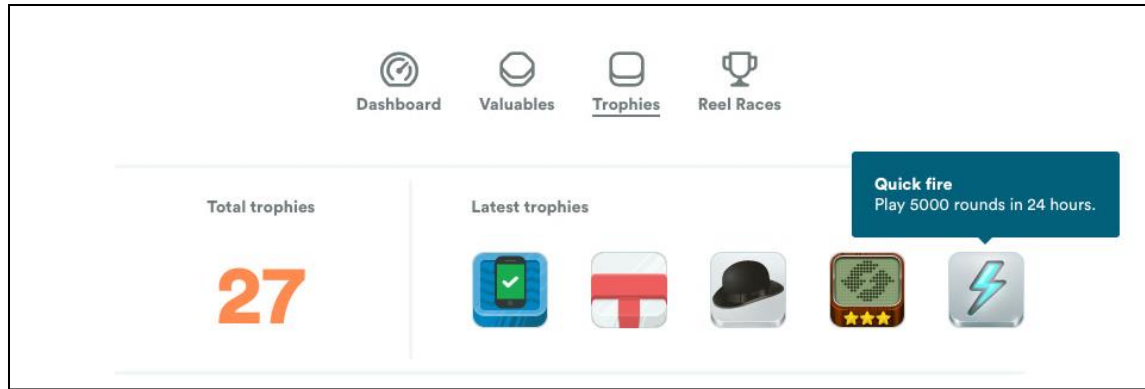 Dashboard
Valuables
Trophies
Reel Races
Total trophies
27
Latest trophies
Quick fire
Play 5000 rounds in 24 hours.